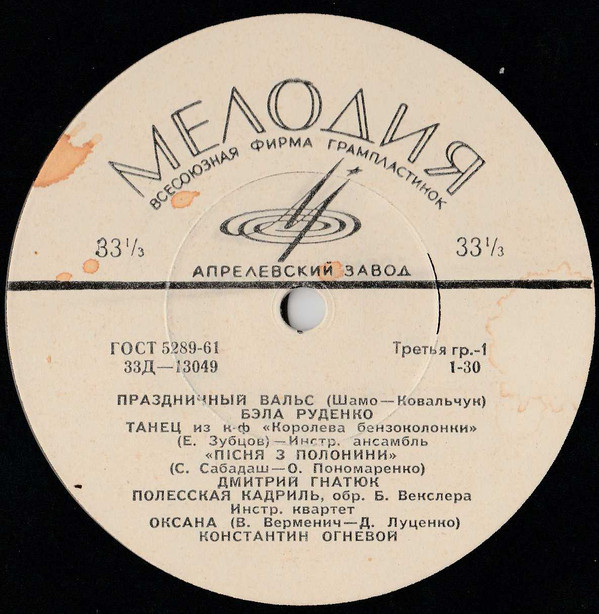 МЕЛОДИЯ
ВСЕСОЮЗНАЯ ФИРМА ГРАМПЛАСТИНОК
33⅓ 33⅓
АПРЕЛЕВСКИЙ ЗАВОД
ГОСТ 5289-61 Третья гр.-1
33Д—13049 1-30
ПРАЗДНИЧНЫЙ ВАЛЬС (Шамо—Ковальчук)
БЭЛА РУДЕНКО
ТАНЕЦ из к-ф «Королева бензоколонки»
(Е. Зубцов)—Инстр. ансамбль
«ПІСНЯ З ПОЛОНИНИ»
(С. Сабадаш—О. Пономаренко)
ДМИТРИЙ ГНАТЮК
ПОЛЕССКАЯ КАДРИЛЬ, обр. Б. Векслера
Инстр. квартет
ОКСАНА (В. Верменич—Д. Луценко)
КОНСТАНТИН ОГНЕВОЙ